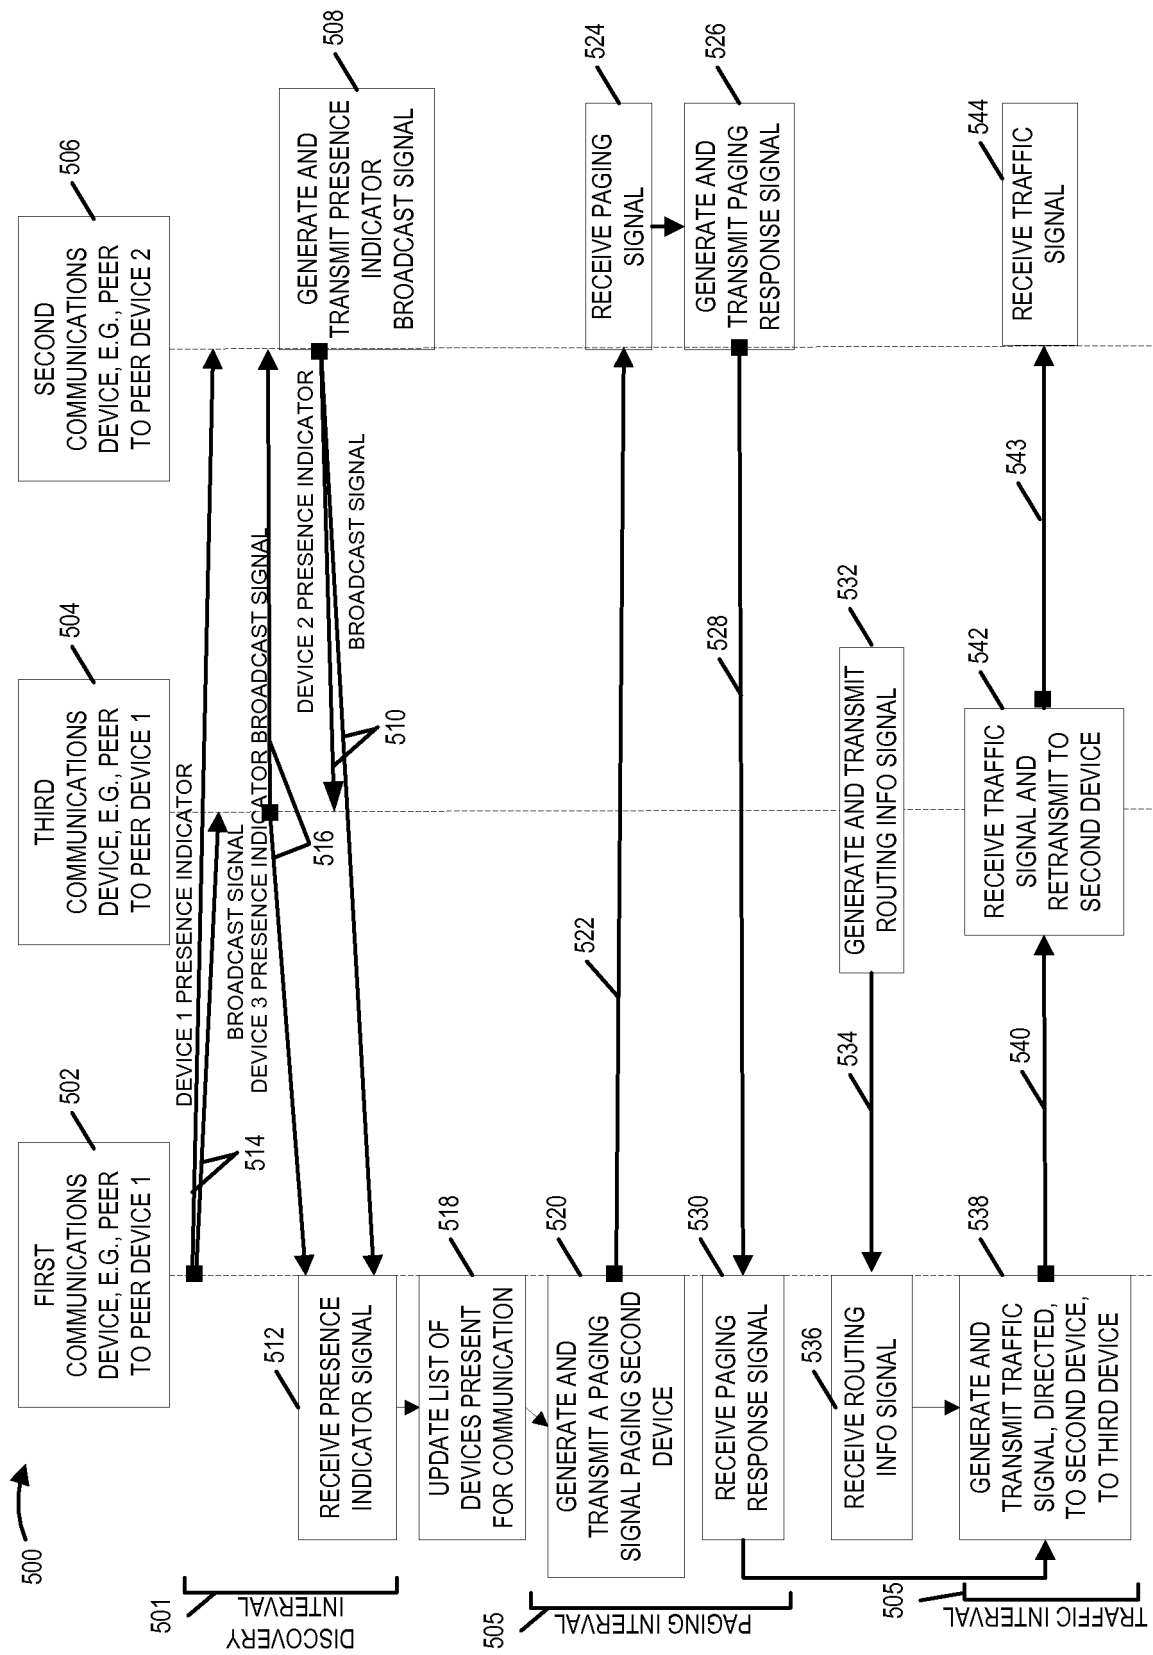 500
FIRST
COMMUNICATIONS
DEVICE, E.G., PEER
TO PEER DEVICE 1
502
THIRD
COMMUNICATIONS
DEVICE, E.G., PEER
TO PEER DEVICE 1
504
SECOND
COMMUNICATIONS
DEVICE, E.G., PEER
TO PEER DEVICE 2
506
501
DISCOVERY
INTERVAL
514
DEVICE 1 PRESENCE INDICATOR
BROADCAST SIGNAL
DEVICE 3 PRESENCE INDICATOR BROADCAST SIGNAL
516
GENERATE AND
TRANSMIT PRESENCE
INDICATOR
BROADCAST SIGNAL
508
DEVICE 2 PRESENCE INDICATOR
BROADCAST SIGNAL
510
512
RECEIVE PRESENCE
INDICATOR SIGNAL
518
UPDATE LIST OF
DEVICES PRESENT
FOR COMMUNICATION
505
PAGING INTERVAL
520
GENERATE AND
TRANSMIT A PAGING
SIGNAL PAGING SECOND
DEVICE
522
524
RECEIVE PAGING
SIGNAL
526
GENERATE AND
TRANSMIT PAGING
RESPONSE SIGNAL
528
530
RECEIVE PAGING
RESPONSE SIGNAL
532
GENERATE AND TRANSMIT
ROUTING INFO SIGNAL
534
536
RECEIVE ROUTING
INFO SIGNAL
505
TRAFFIC INTERVAL
538
GENERATE AND
TRANSMIT TRAFFIC
SIGNAL, DIRECTED,
TO SECOND DEVICE,
TO THIRD DEVICE
540
542
RECEIVE TRAFFIC
SIGNAL AND
RETRANSMIT TO
SECOND DEVICE
543
544
RECEIVE TRAFFIC
SIGNAL